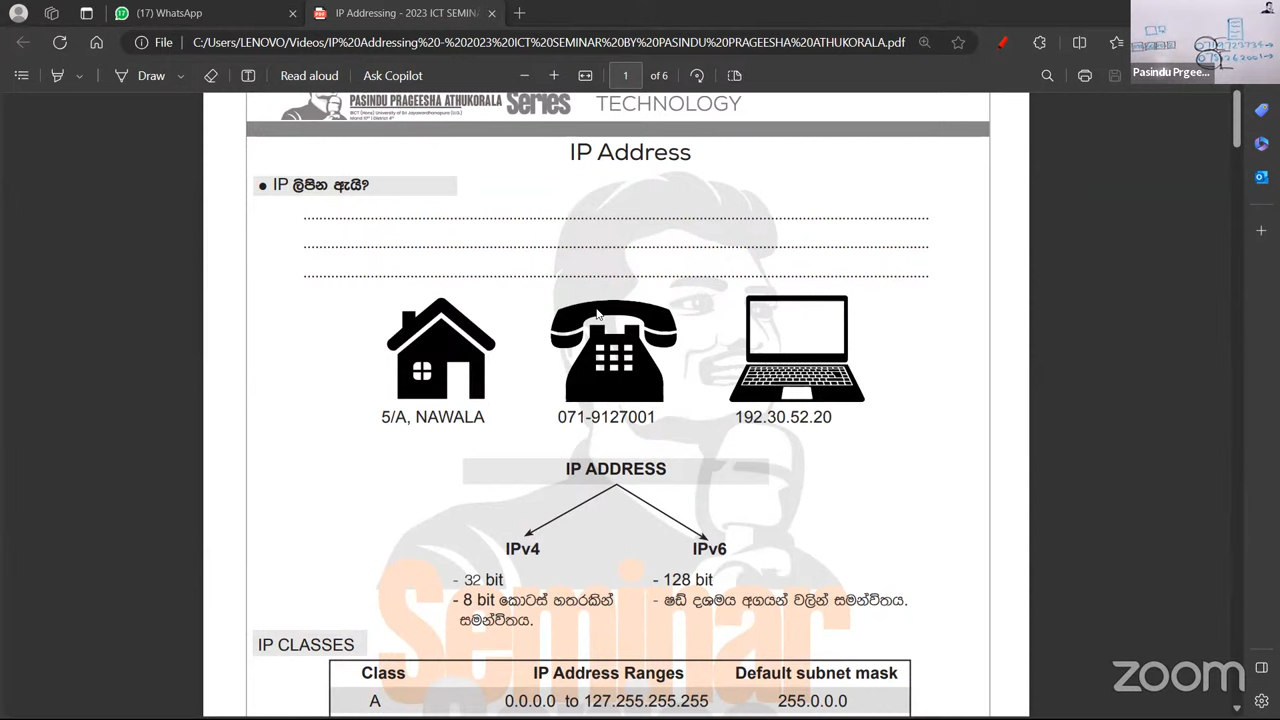 (17) WhatsApp
IP Addressing - 2023 ICT SEMIN
File
C:/Users/LENOVO/Videos/IP%20Addressing%20-%202023%20ICT%20SEMINAR%20BY%20PASINDU%20PRAGEESHA%20ATHUKORALA.pdf
Draw
Read aloud
Ask Copilot
1
of 6
Pasindu Prgee...
PASINDU PRAGEESHA ATHUKORALA
Series
TECHNOLOGY
IP Address
• IP ලිපින ඇයි?
5/A, NAWALA
071-9127001
192.30.52.20
IP ADDRESS
IPv4
IPv6
- 32 bit
- 128 bit
- 8 bit කොටස් හතරකින්
සමන්විතය.
- ෂඩ් දශමය අගයන් වලින් සමන්විතය.
Seminar
IP CLASSES
Class IP Address Ranges Default subnet mask
A 0.0.0.0 to 127.255.255.255 255.0.0.0
zoom